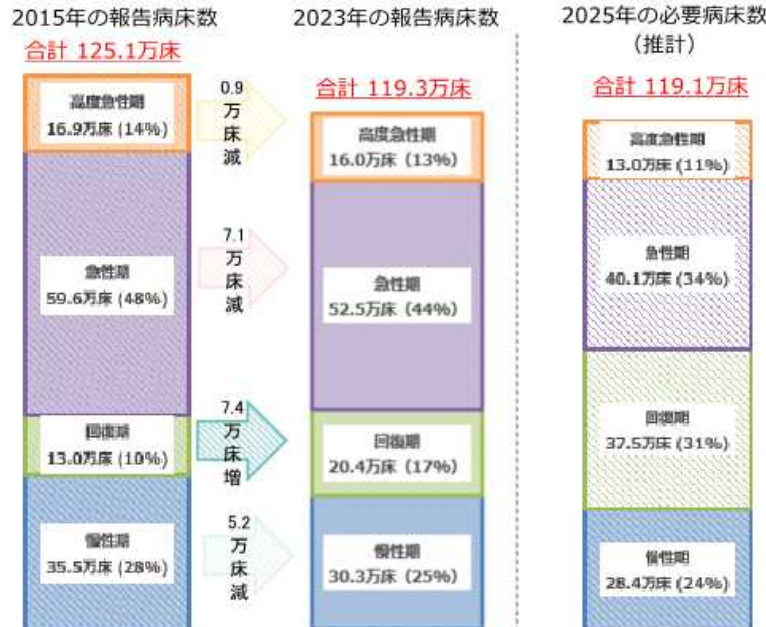 2015年の報告病床数
合計 125.1万床
高度急性期
16.9万床 (14%)
急性期
59.6万床 (48%)
回復期
13.0万床 (10%)
慢性期
35.5万床 (28%)
0.9
万
床
減
7.1
万
床
減
7.4
万
床
増
5.2
万
床
減
2023年の報告病床数
合計 119.3万床
高度急性期
16.0万床（13%）
急性期
52.5万床（44%）
回復期
20.4万床（17%）
慢性期
30.3万床（25%）
2025年の必要病床数
（推計）
合計 119.1万床
高度急性期
13.0万床 (11%)
急性期
40.1万床 (34%)
回復期
37.5万床 (31%)
慢性期
28.4万床 (24%)